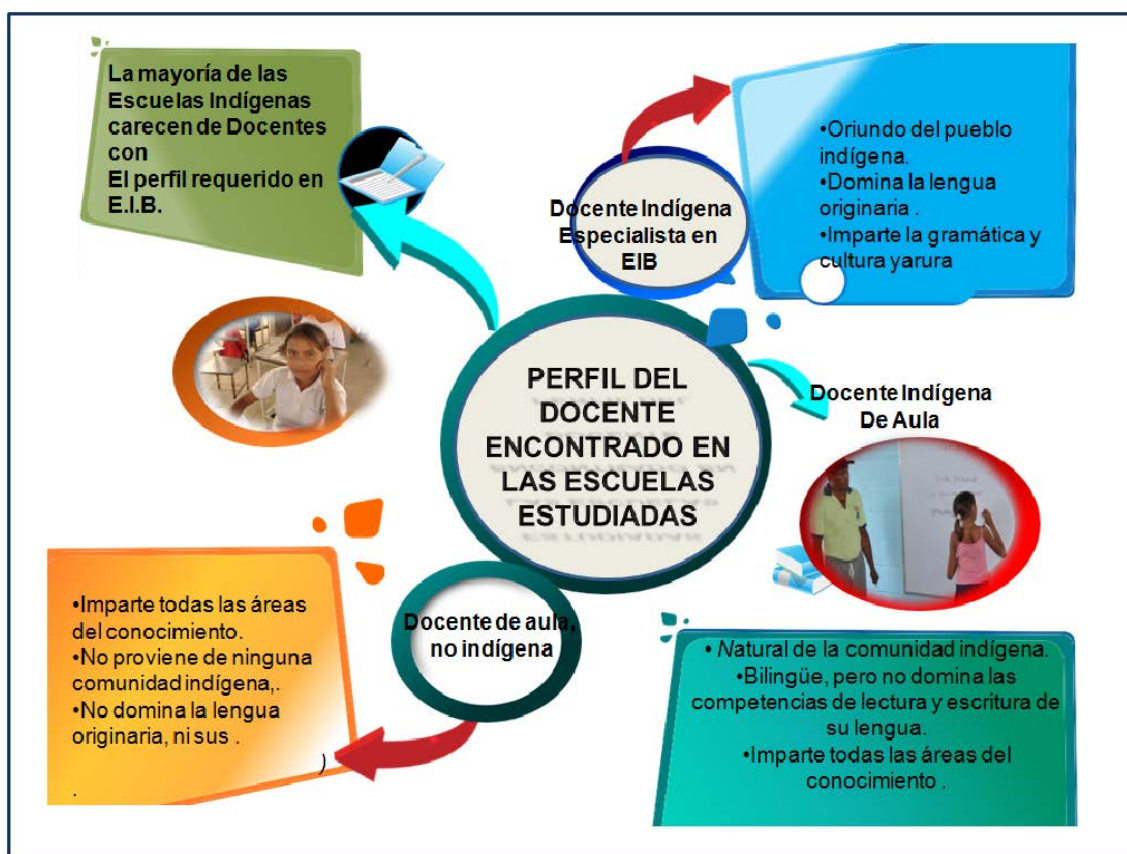 La mayoría de las
Escuelas Indígenas
carecen de Docentes
con
El perfil requerido en
E.I.B.
Docente Indígena
Especialista en
EIB
•Oriundo del pueblo
indígena.
•Domina la lengua
originaria .
•Imparte la gramática y
cultura yarura
PERFIL DEL
DOCENTE
ENCONTRADO EN
LAS ESCUELAS
ESTUDIADAS
Docente Indígena
De Aula
Docente de aula,
no indígena
•Imparte todas las áreas
del conocimiento.
•No proviene de ninguna
comunidad indígena,.
•No domina la lengua
originaria, ni sus .
)
.
• Natural de la comunidad indígena.
•Bilingüe, pero no domina las
competencias de lectura y escritura de
su lengua.
•Imparte todas las áreas del
conocimiento .